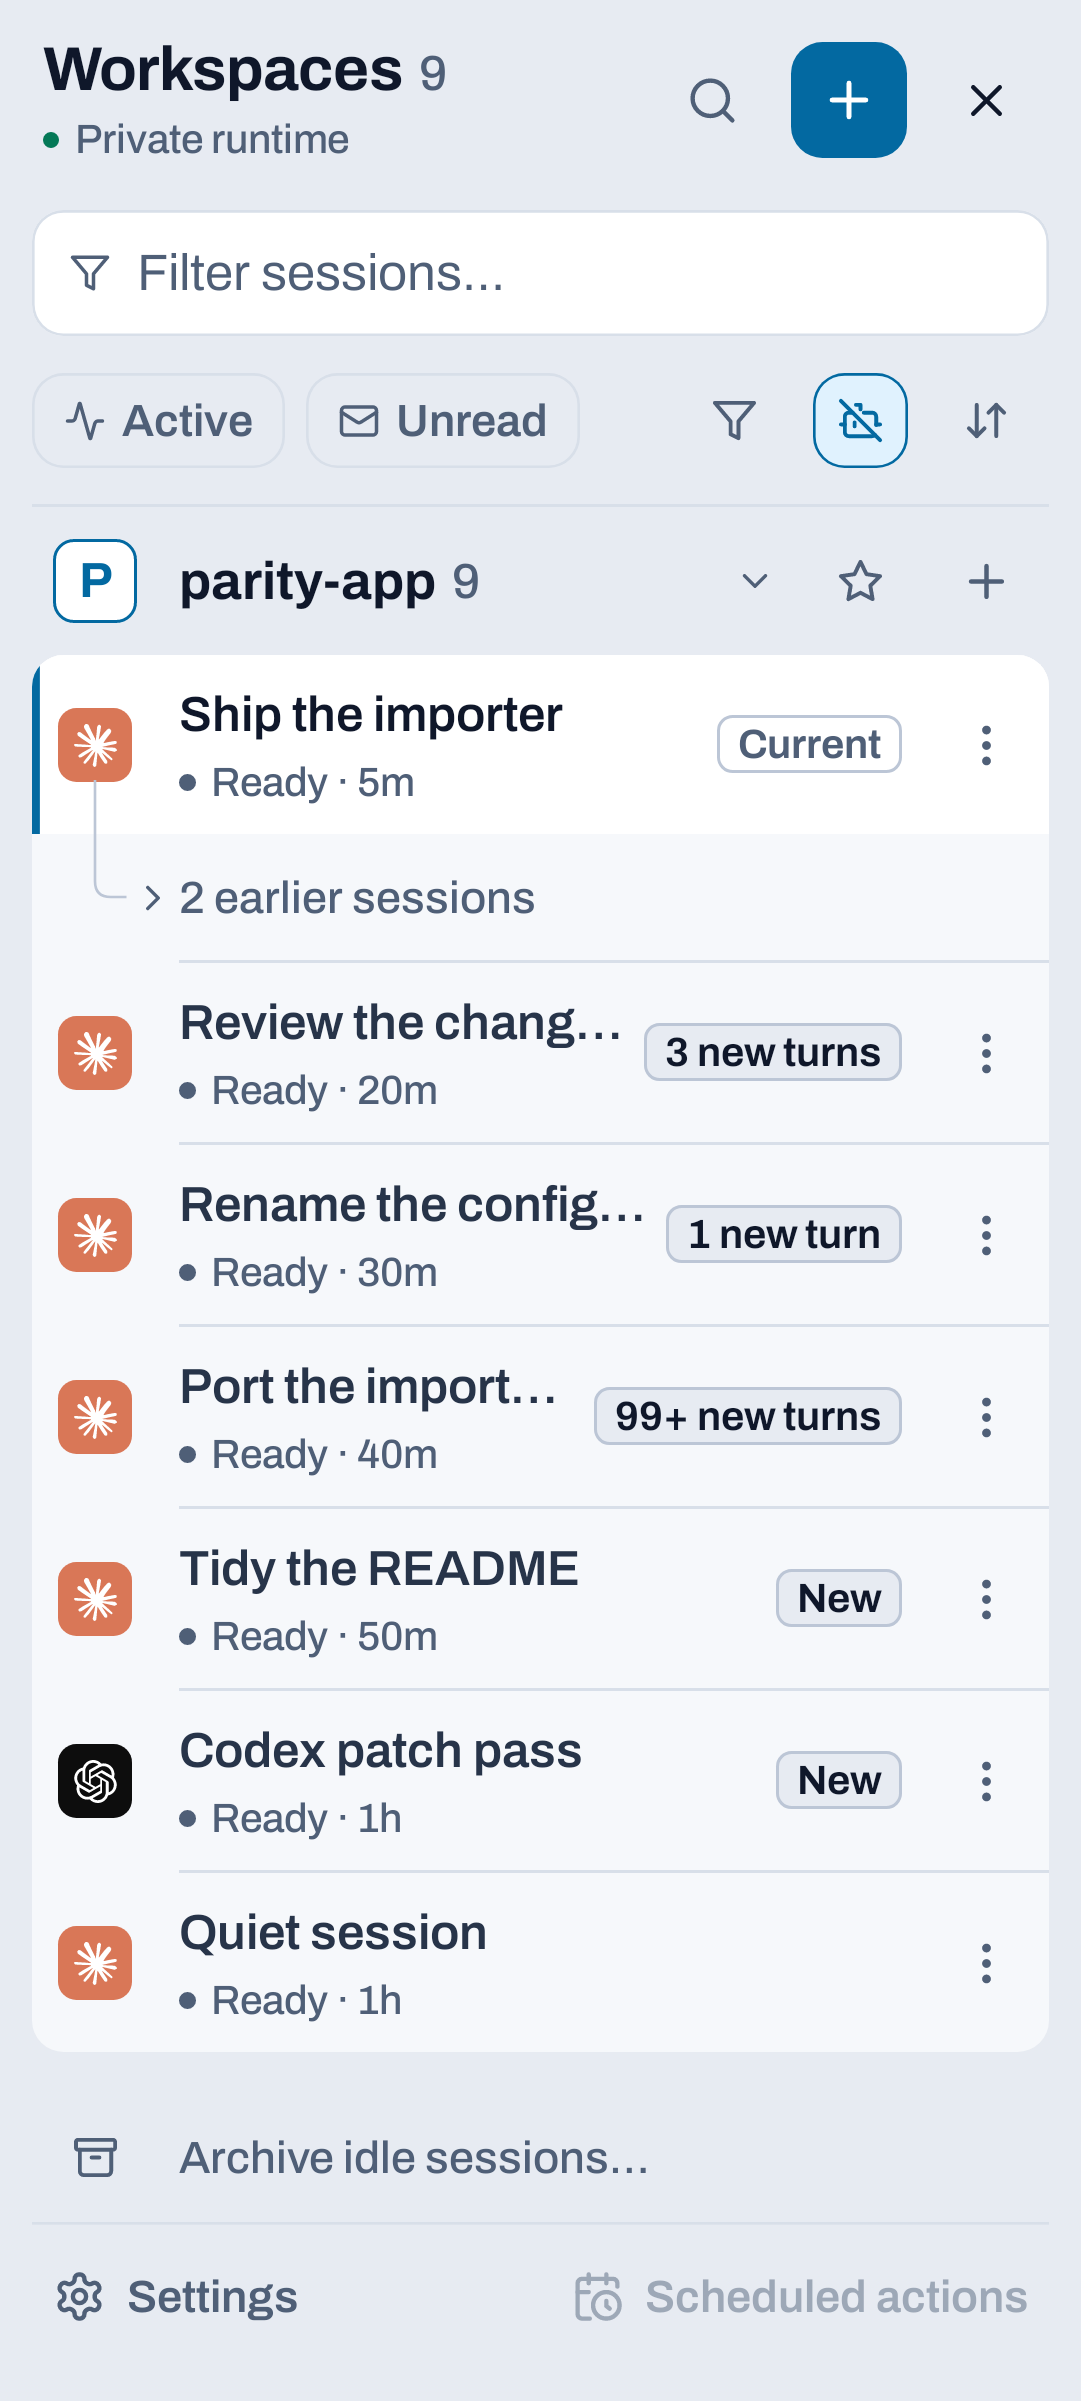 Workspaces 9
Private runtime
Filter sessions...
Active
Unread
P
parity-app 9
Ship the importer
Current
Ready · 5m
2 earlier sessions
Review the chang...
3 new turns
Ready · 20m
Rename the config...
1 new turn
Ready · 30m
Port the import...
99+ new turns
Ready · 40m
Tidy the README
New
Ready · 50m
Codex patch pass
New
Ready · 1h
Quiet session
Ready · 1h
Archive idle sessions...
Settings
Scheduled actions